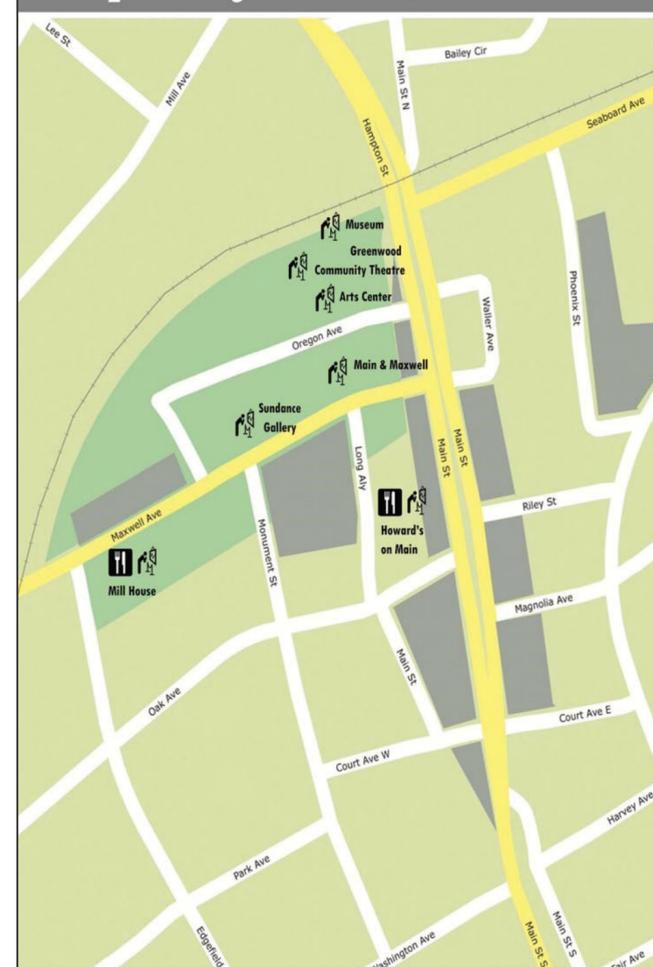 Lee St
Mill Ave
Bailey Cir
Main St N
Hampton St
Seaboard Ave
Museum
Greenwood
Community Theatre
Arts Center
Oregon Ave
Waller Ave
Phoenix St
Main & Maxwell
Sundance
Gallery
Main St
Main St
Long Aly
Maxwell Ave
Monument St
Howard's
on Main
Riley St
Mill House
Magnolia Ave
Main St
Oak Ave
Court Ave W
Court Ave E
Harvey Ave
Park Ave
Edgefield
Washington Ave
Main St S
Main St S